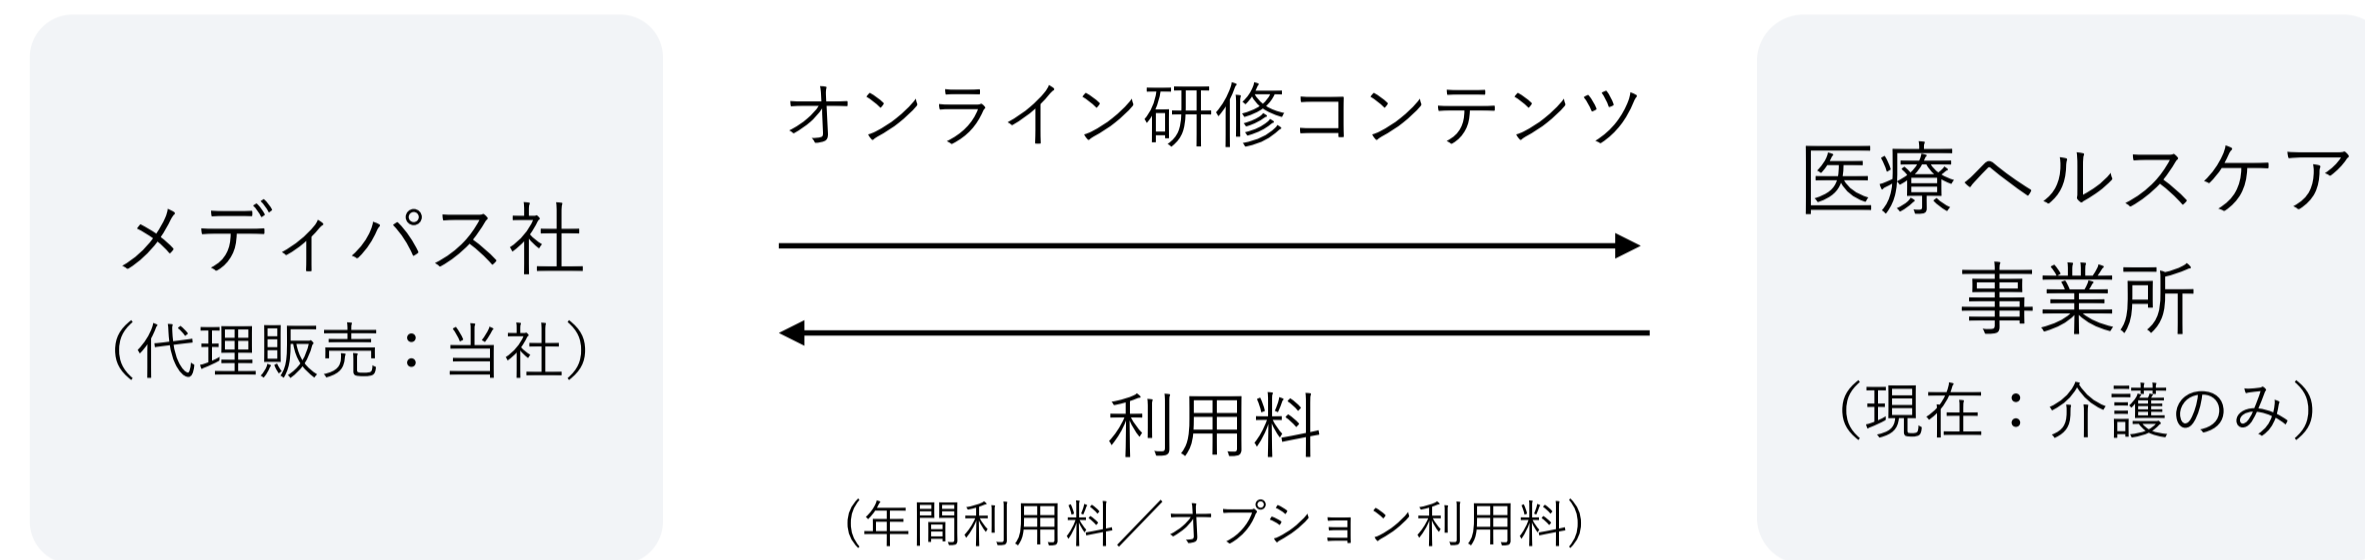 メディパス社
（代理販売：当社）
オンライン研修コンテンツ
利用料
（年間利用料／オプション利用料）
医療ヘルスケア
事業所
（現在：介護のみ）